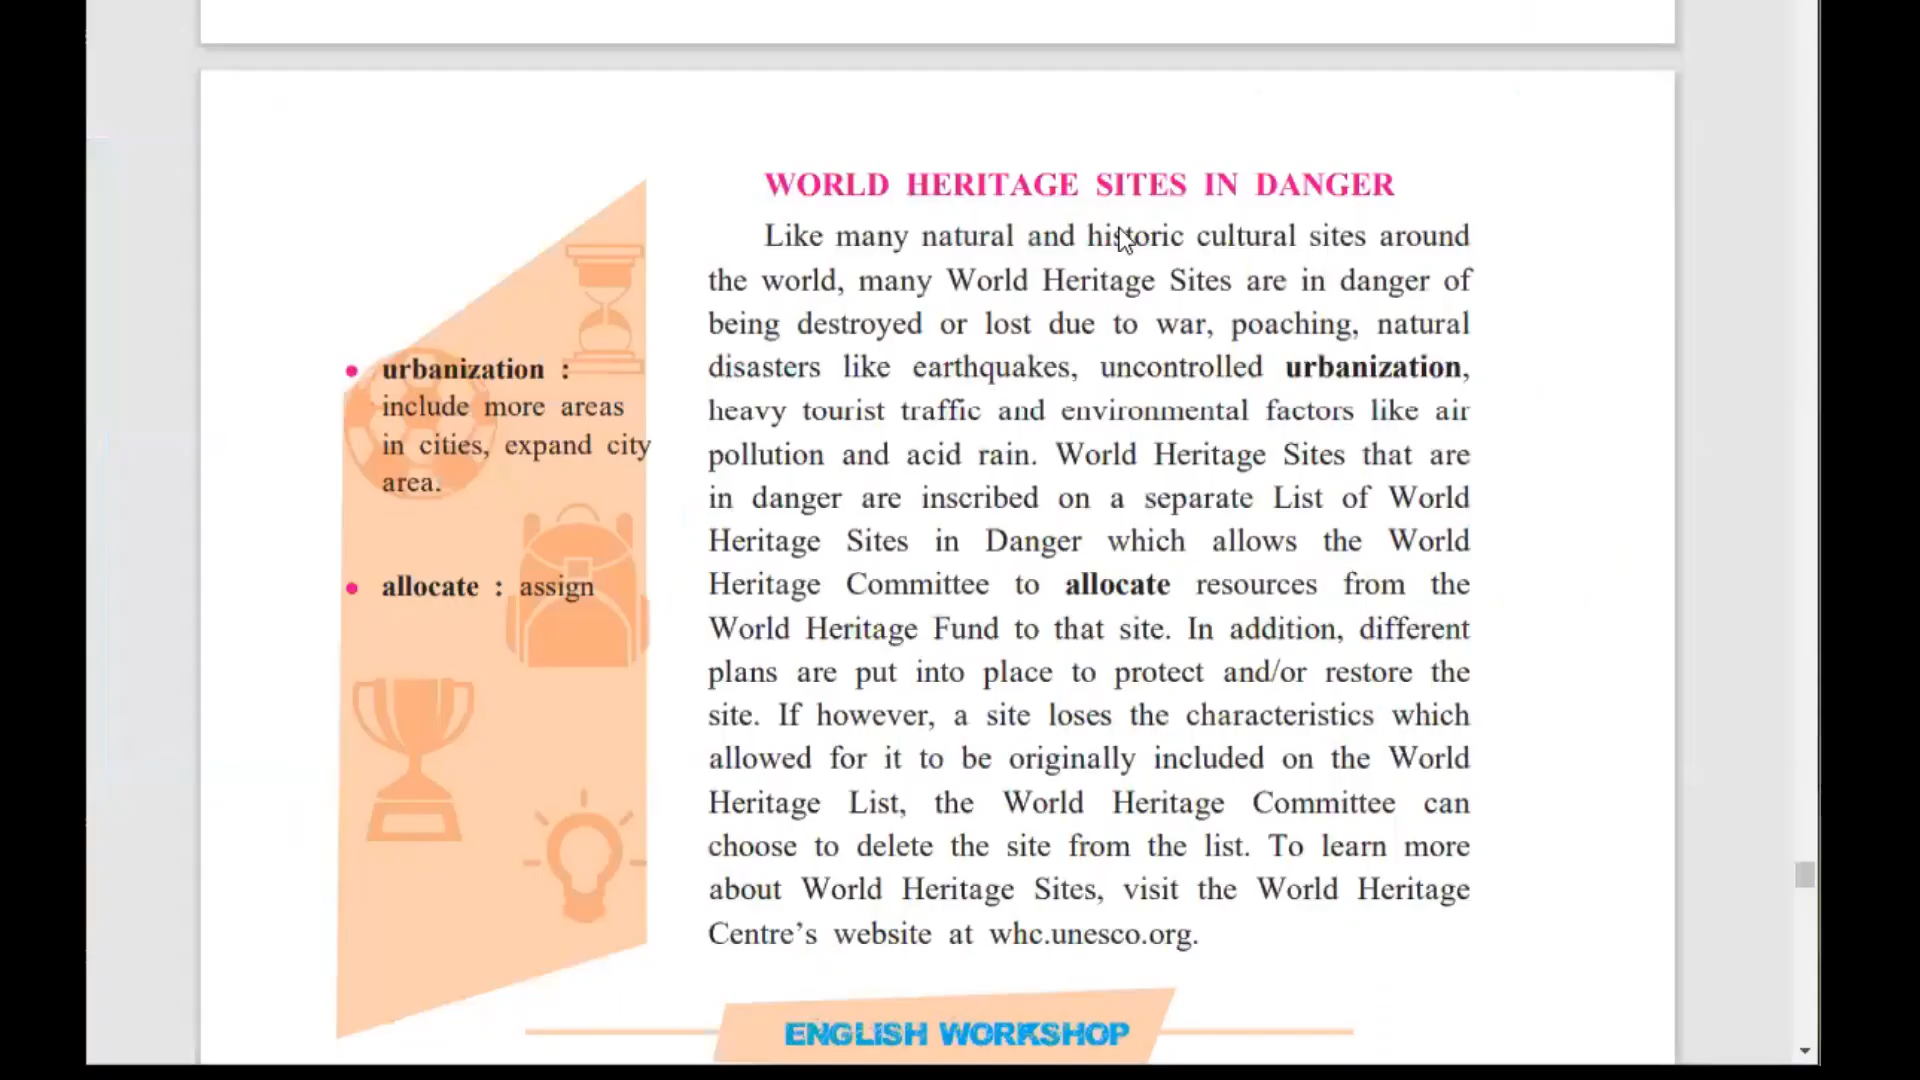 WORLD HERITAGE SITES IN DANGER
Like many natural and historic cultural sites around
the world, many World Heritage Sites are in danger of
being destroyed or lost due to war, poaching, natural
disasters like earthquakes, uncontrolled urbanization,
heavy tourist traffic and environmental factors like air
pollution and acid rain. World Heritage Sites that are
in danger are inscribed on a separate List of World
Heritage Sites in Danger which allows the World
Heritage Committee to allocate resources from the
World Heritage Fund to that site. In addition, different
plans are put into place to protect and/or restore the
site. If however, a site loses the characteristics which
allowed for it to be originally included on the World
Heritage List, the World Heritage Committee can
choose to delete the site from the list. To learn more
about World Heritage Sites, visit the World Heritage
Centre’s website at whc.unesco.org.
• urbanization :
include more areas
in cities, expand city
area.
• allocate : assign
ENGLISH WORKSHOP